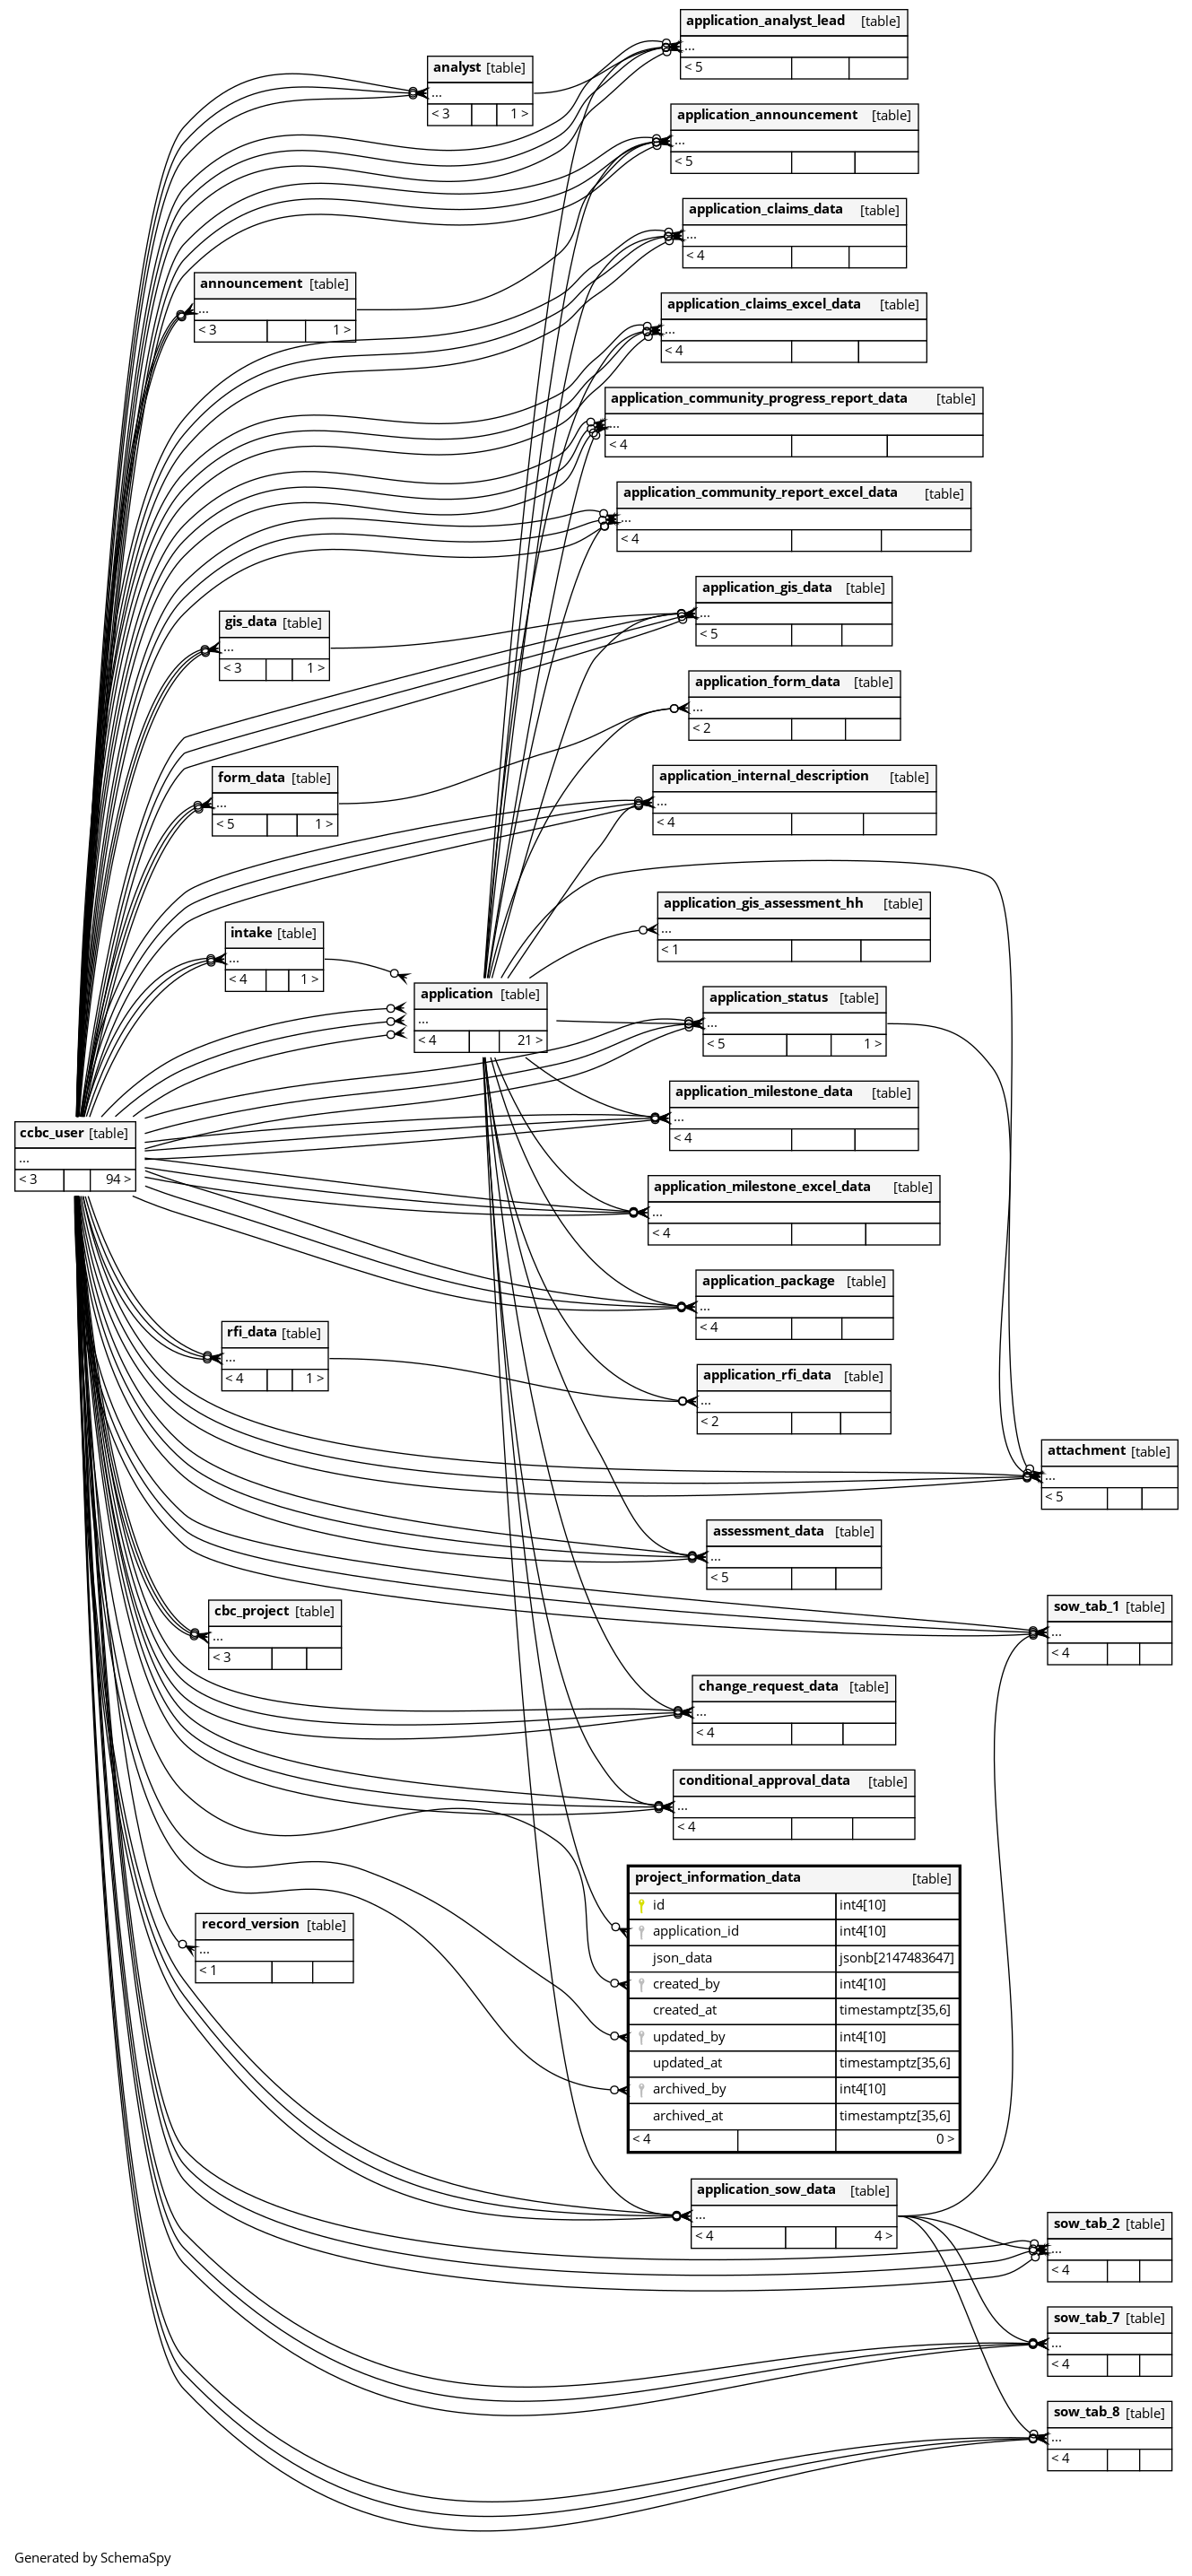 application_analyst_lead [table]
...
< 5
analyst [table]
...
< 3 1 >
application_announcement [table]
...
< 5
application_claims_data [table]
...
< 4
announcement [table]
...
< 3 1 >
application_claims_excel_data [table]
...
< 4
application_community_progress_report_data [table]
...
< 4
application_community_report_excel_data [table]
...
< 4
application_gis_data [table]
...
< 5
gis_data [table]
...
< 3 1 >
application_form_data [table]
...
< 2
form_data [table]
...
< 5 1 >
application_internal_description [table]
...
< 4
application_gis_assessment_hh [table]
...
< 1
intake [table]
...
< 4 1 >
application [table]
...
< 4 21 >
application_status [table]
...
< 5 1 >
application_milestone_data [table]
...
< 4
ccbc_user [table]
...
< 3 94 >
application_milestone_excel_data [table]
...
< 4
application_package [table]
...
< 4
rfi_data [table]
...
< 4 1 >
application_rfi_data [table]
...
< 2
attachment [table]
...
< 5
assessment_data [table]
...
< 5
cbc_project [table]
...
< 3
sow_tab_1 [table]
...
< 4
change_request_data [table]
...
< 4
conditional_approval_data [table]
...
< 4
project_information_data [table]
id int4[10]
application_id int4[10]
json_data jsonb[2147483647]
created_by int4[10]
created_at timestamptz[35,6]
updated_by int4[10]
updated_at timestamptz[35,6]
archived_by int4[10]
archived_at timestamptz[35,6]
< 4 0 >
record_version [table]
...
< 1
application_sow_data [table]
...
< 4 4 >
sow_tab_2 [table]
...
< 4
sow_tab_7 [table]
...
< 4
sow_tab_8 [table]
...
< 4
Generated by SchemaSpy